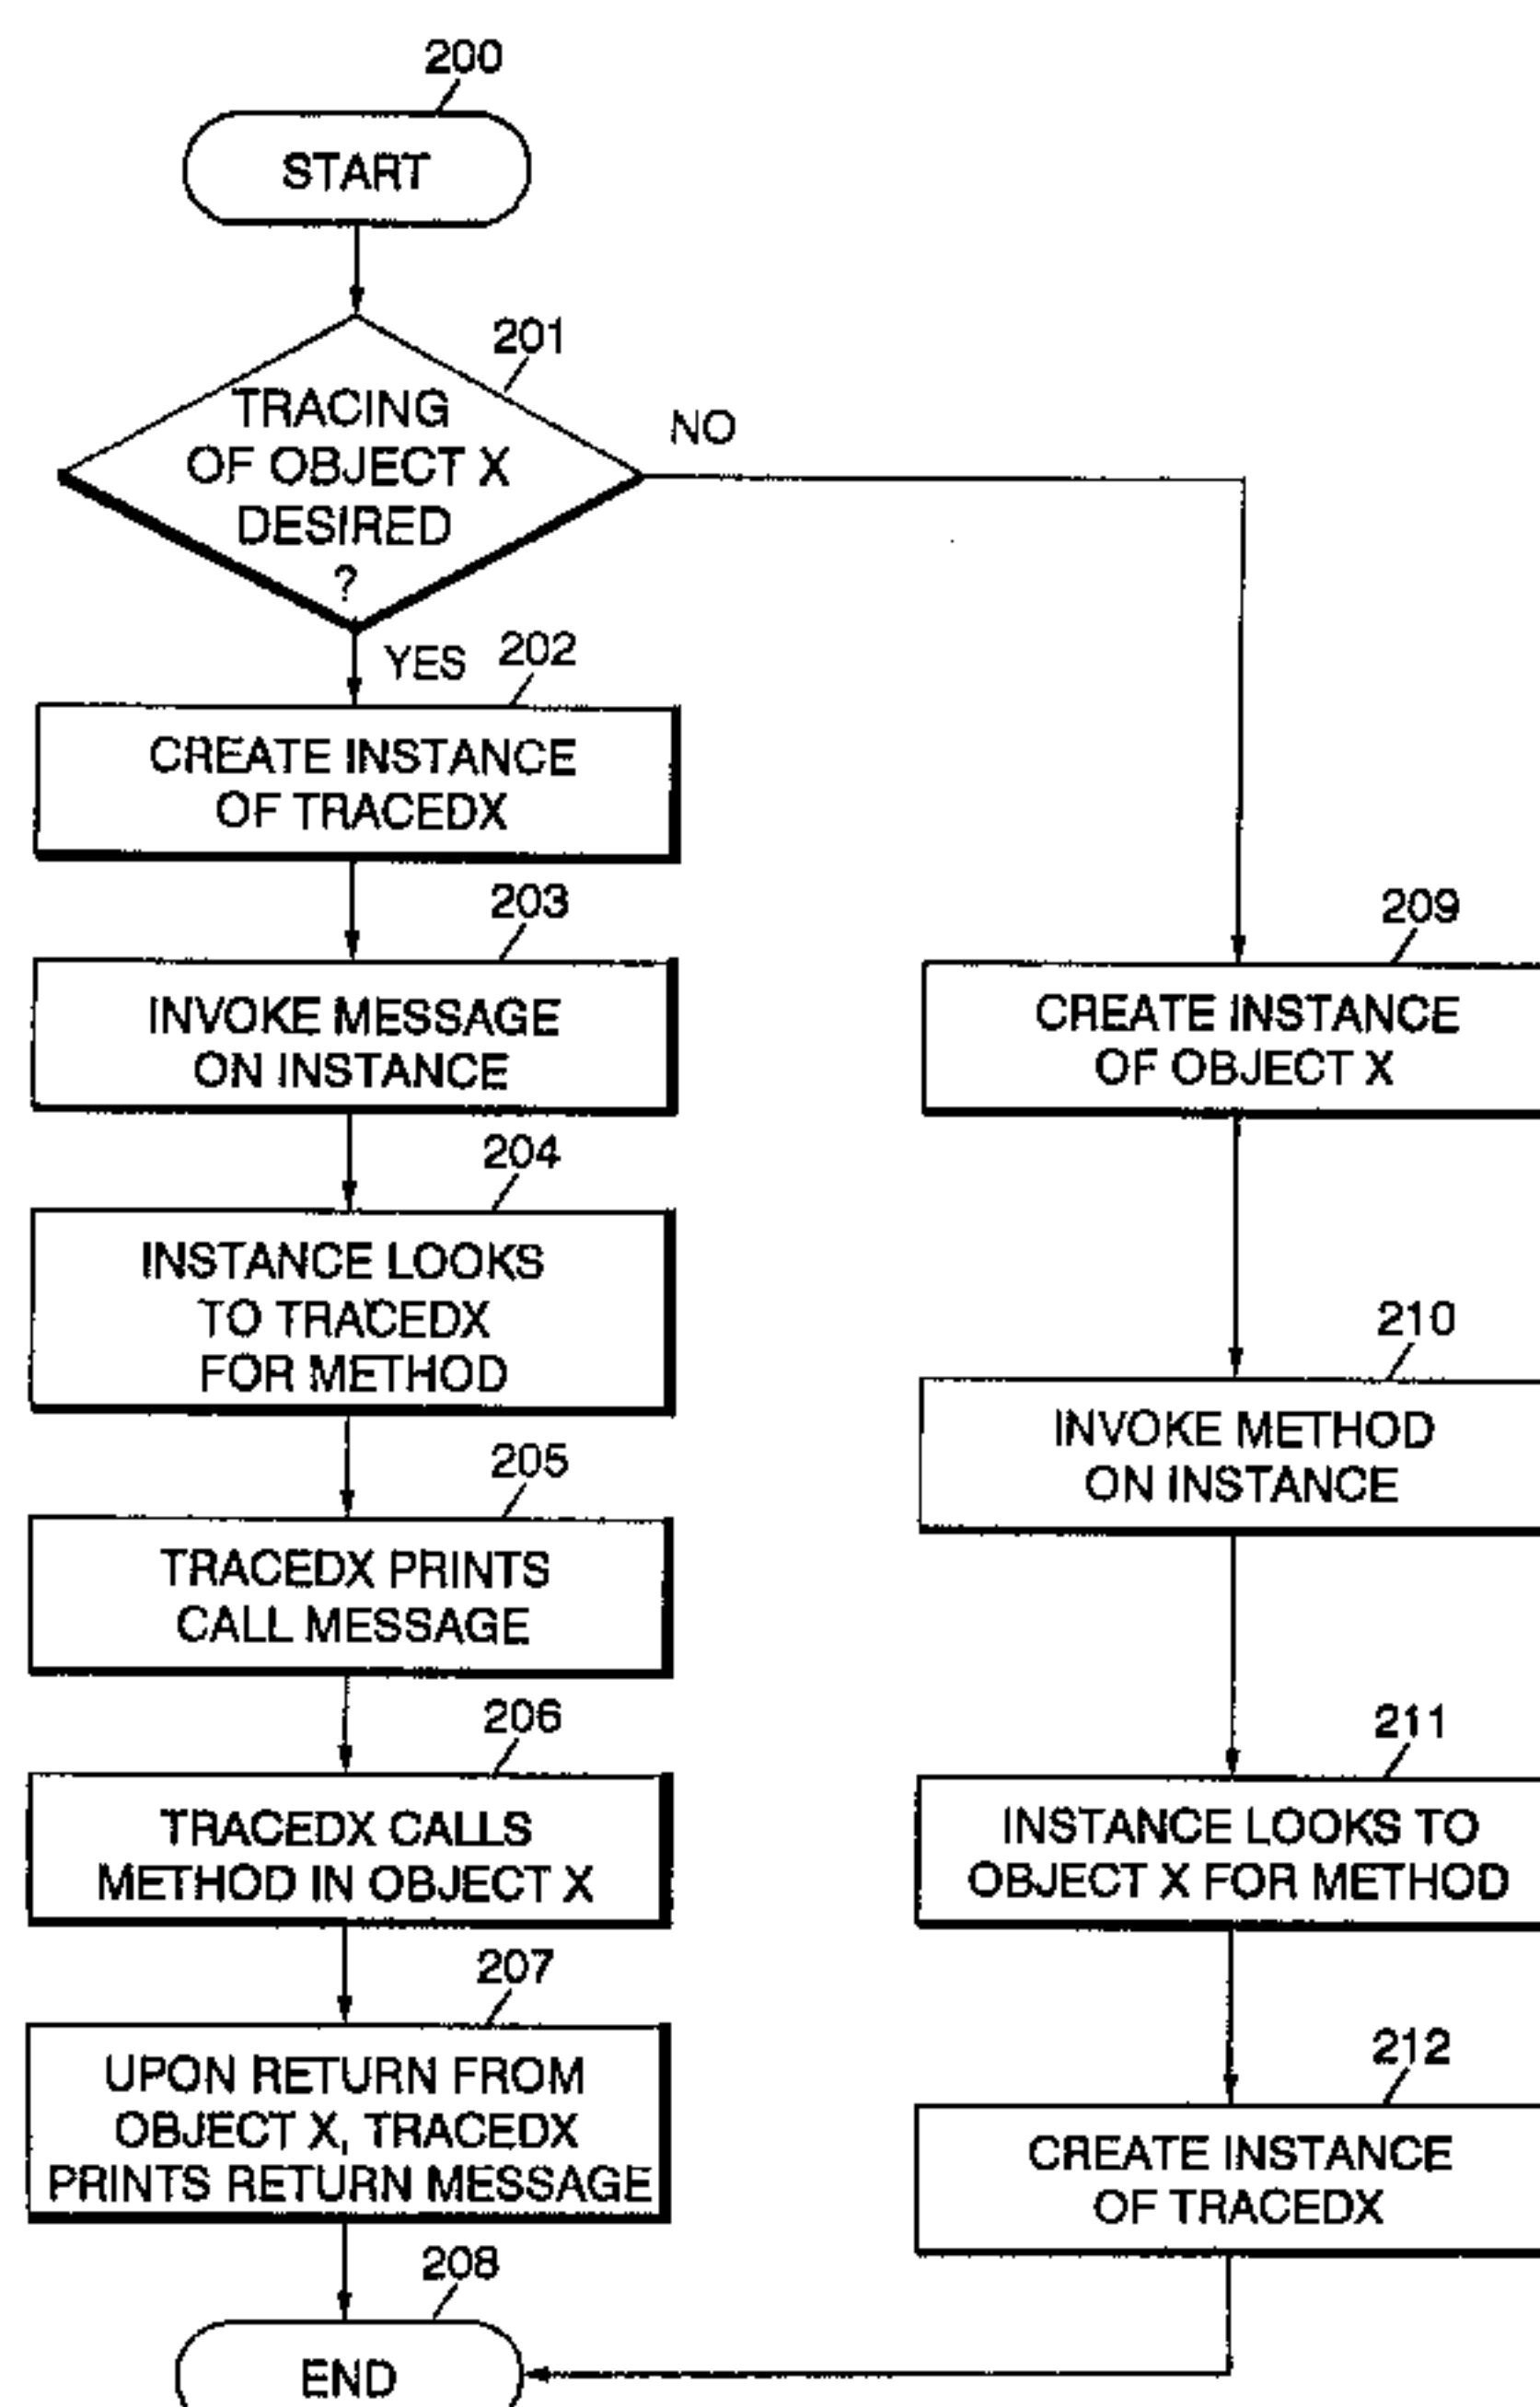 200
START
201
TRACING
OF OBJECT X
DESIRED
?
NO
YES
202
CREATE INSTANCE
OF TRACEDX
203
INVOKE MESSAGE
ON INSTANCE
204
INSTANCE LOOKS
TO TRACEDX
FOR METHOD
205
TRACEDX PRINTS
CALL MESSAGE
206
TRACEDX CALLS
METHOD IN OBJECT X
207
UPON RETURN FROM
OBJECT X, TRACEDX
PRINTS RETURN MESSAGE
208
END
209
CREATE INSTANCE
OF OBJECT X
210
INVOKE METHOD
ON INSTANCE
211
INSTANCE LOOKS TO
OBJECT X FOR METHOD
212
CREATE INSTANCE
OF TRACEDX